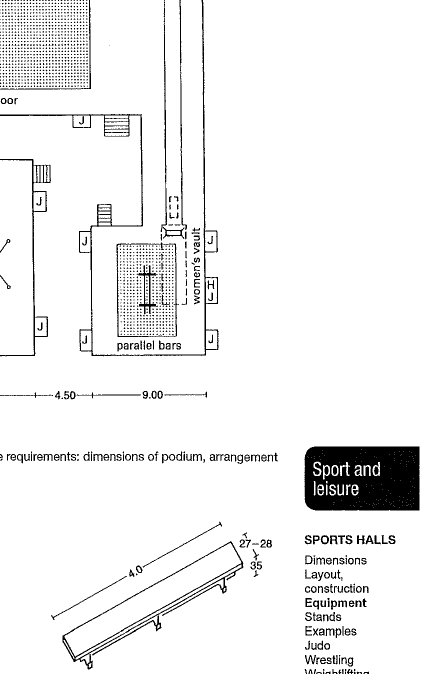 oor
J
J
J
J
women's vault
H
J
J
J
J
parallel bars
4.50
9.00
e requirements: dimensions of podium, arrangement
Sport and
leisure
27–28
35
4.0
SPORTS HALLS
Dimensions
Layout,
construction
Equipment
Stands
Examples
Judo
Wrestling
Weightlifting